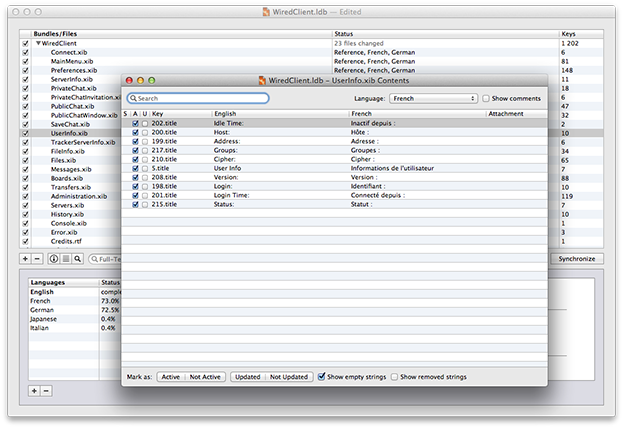 WiredClient.ldb — Edited
Bundles/Files Status Keys
WiredClient 23 files changed 1 202
Connect.xib Reference, French, German 6
MainMenu.xib Reference, French, German 81
Preferences.xib Reference, French, German 148
ServerInfo.xib 11
PrivateChat.xib 18
PrivateChatInvitation.xib 6
PublicChat.xib 47
PublicChatWindow.xib 32
SaveChat.xib 2
UserInfo.xib 10
TrackerServerInfo.xib 6
FileInfo.xib 34
Files.xib 65
Messages.xib 7
Boards.xib 88
Transfers.xib 10
Administration.xib 119
Servers.xib 7
History.xib 10
Console.xib 1
Error.xib 3
Credits.rtf 1
Full-Te
Synchronize
Languages Status
English comple
French 73.0%
German 72.5%
Japanese 0.4%
Italian 0.4%
WiredClient.ldb – UserInfo.xib Contents
Search Language: French Show comments
S A U Key English French Attachment
202.title Idle Time: Inactif depuis :
200.title Host: Hôte :
199.title Address: Adresse :
217.title Groups: Groupes :
210.title Cipher: Cipher :
5.title User Info Informations de l'utilisateur
208.title Version: Version :
198.title Login: Identifiant :
201.title Login Time: Connecté depuis :
215.title Status: Statut :
Mark as: Active Not Active Updated Not Updated Show empty strings Show removed strings